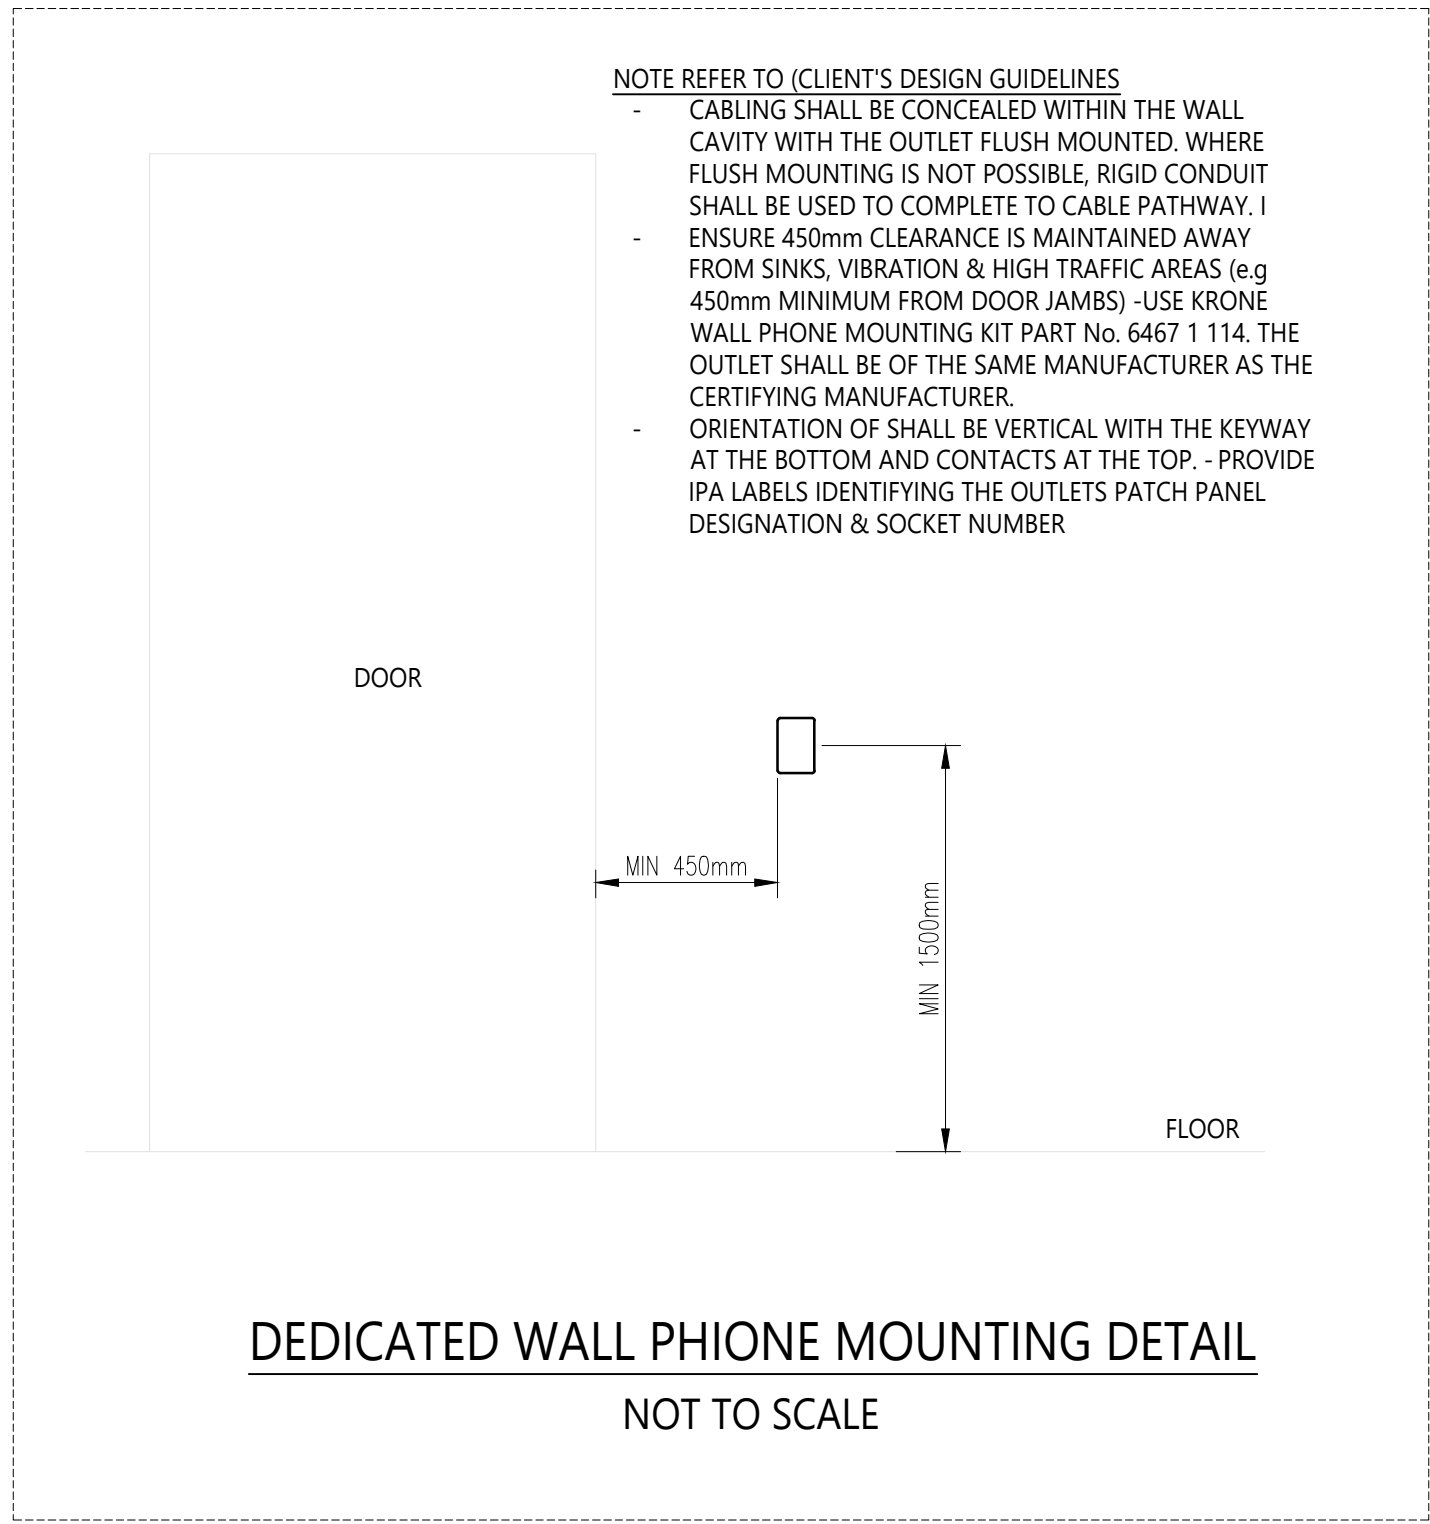 NOTE REFER TO (CLIENT'S DESIGN GUIDELINES
- CABLING SHALL BE CONCEALED WITHIN THE WALL
CAVITY WITH THE OUTLET FLUSH MOUNTED. WHERE
FLUSH MOUNTING IS NOT POSSIBLE, RIGID CONDUIT
SHALL BE USED TO COMPLETE TO CABLE PATHWAY. I
- ENSURE 450mm CLEARANCE IS MAINTAINED AWAY
FROM SINKS, VIBRATION & HIGH TRAFFIC AREAS (e.g
450mm MINIMUM FROM DOOR JAMBS) -USE KRONE
WALL PHONE MOUNTING KIT PART No. 6467 1 114. THE
OUTLET SHALL BE OF THE SAME MANUFACTURER AS THE
CERTIFYING MANUFACTURER.
- ORIENTATION OF SHALL BE VERTICAL WITH THE KEYWAY
AT THE BOTTOM AND CONTACTS AT THE TOP. - PROVIDE
IPA LABELS IDENTIFYING THE OUTLETS PATCH PANEL
DESIGNATION & SOCKET NUMBER
DOOR
MIN 450mm
MIN 1500mm
FLOOR
DEDICATED WALL PHIONE MOUNTING DETAIL
NOT TO SCALE